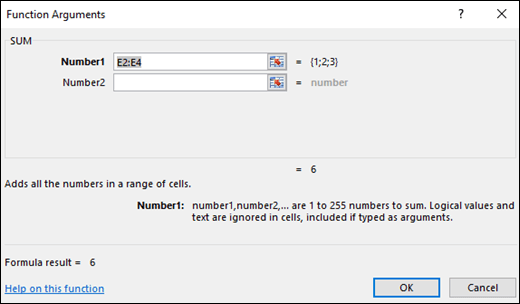 Function Arguments ? ×
SUM
Number1 E2:E4 = {1;2;3}
Number2 = number
= 6
Adds all the numbers in a range of cells.
Number1: number1,number2,... are 1 to 255 numbers to sum. Logical values and
text are ignored in cells, included if typed as arguments.
Formula result = 6
Help on this function OK Cancel